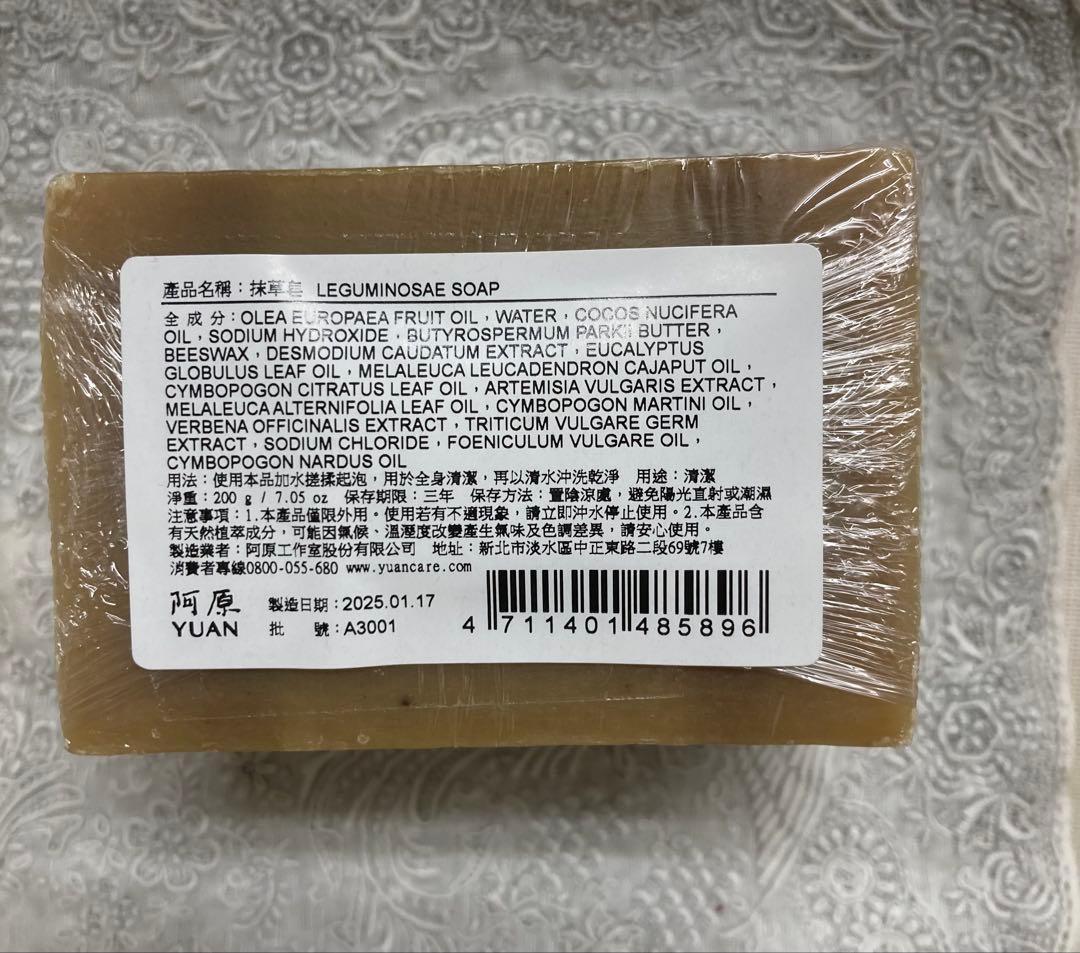 產品名稱：抹草皂 LEGUMINOSAE SOAP
全 成 分：OLEA EUROPAEA FRUIT OIL，WATER，COCOS NUCIFERA
OIL，SODIUM HYDROXIDE，BUTYROSPERMUM PARKII BUTTER，
BEESWAX，DESMODIUM CAUDATUM EXTRACT，EUCALYPTUS
GLOBULUS LEAF OIL，MELALEUCA LEUCADENDRON CAJAPUT OIL，
CYMBOPOGON CITRATUS LEAF OIL，ARTEMISIA VULGARIS EXTRACT，
MELALEUCA ALTERNIFOLIA LEAF OIL，CYMBOPOGON MARTINI OIL，
VERBENA OFFICINALIS EXTRACT，TRITICUM VULGARE GERM
EXTRACT，SODIUM CHLORIDE，FOENICULUM VULGARE OIL，
CYMBOPOGON NARDUS OIL
用法：使用本品加水搓揉起泡，用於全身清潔，再以清水沖洗乾淨 用途：清潔
淨重：200 g / 7.05 oz 保存期限：三年 保存方法：置陰涼處，避免陽光直射或潮濕
注意事項：1.本產品僅限外用。使用若有不適現象，請立即沖水停止使用。2.本產品含
有天然植萃成分，可能因氣候、溫溼度改變產生氣味及色調差異，請安心使用。
製造業者：阿原工作室股份有限公司 地址：新北市淡水區中正東路二段69號7樓
消費者專線0800-055-680 www.yuancare.com
阿原 製造日期：2025.01.17
YUAN 批 號：A3001
4 711401 485896